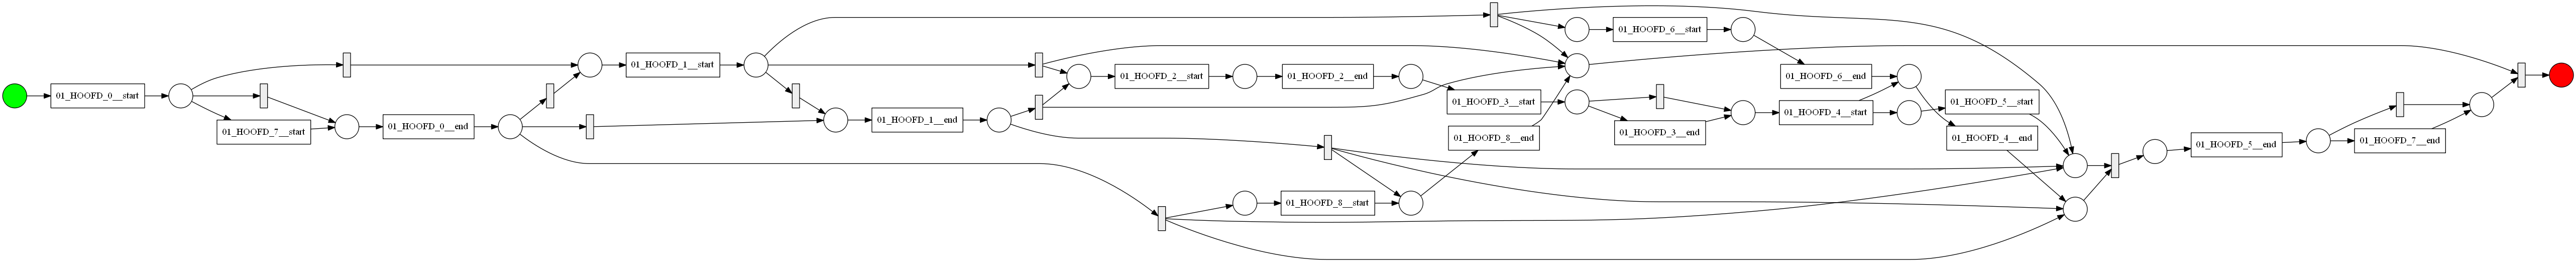 01_HOOFD_0__start
01_HOOFD_7__start
01_HOOFD_0__end
01_HOOFD_1__start
01_HOOFD_1__end
01_HOOFD_2__start
01_HOOFD_2__end
01_HOOFD_8__start
01_HOOFD_8__end
01_HOOFD_3__start
01_HOOFD_6__start
01_HOOFD_3__end
01_HOOFD_6__end
01_HOOFD_4__start
01_HOOFD_5__start
01_HOOFD_4__end
01_HOOFD_5__end
01_HOOFD_7__end